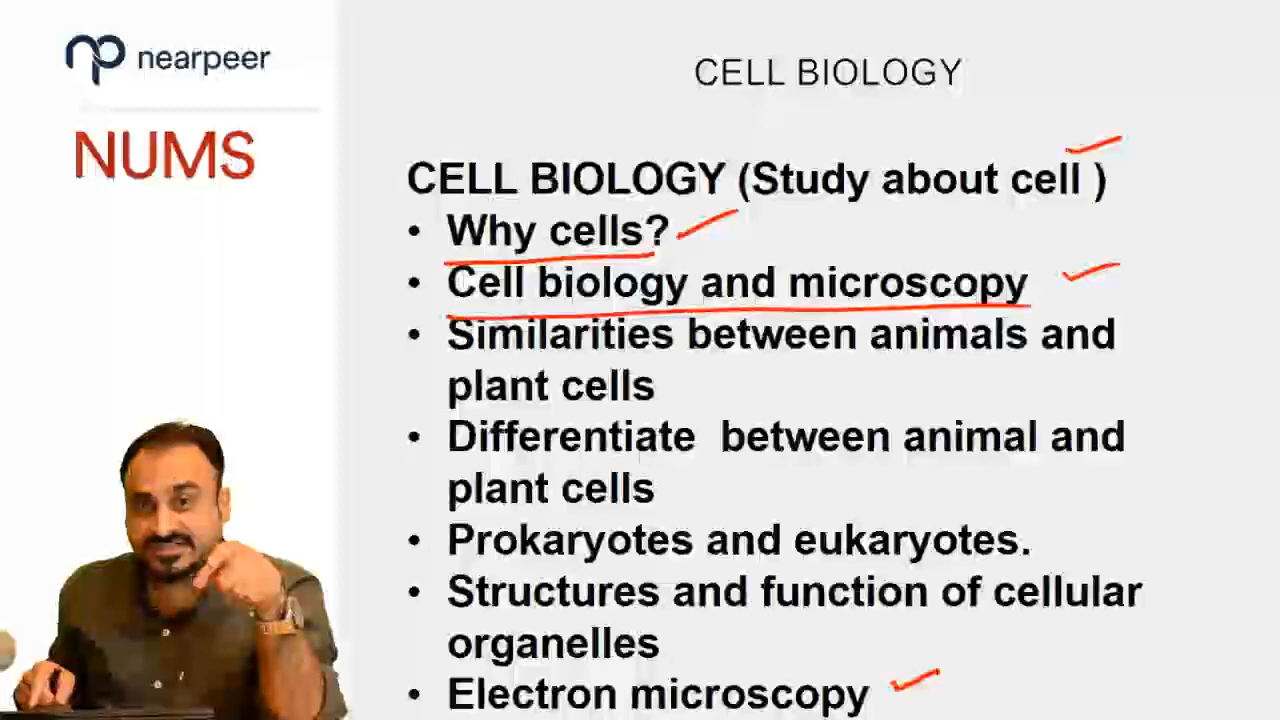 nearpeer
NUMS
CELL BIOLOGY
CELL BIOLOGY (Study about cell )
• Why cells?
• Cell biology and microscopy
• Similarities between animals and
plant cells
• Differentiate between animal and
plant cells
• Prokaryotes and eukaryotes.
• Structures and function of cellular
organelles
• Electron microscopy